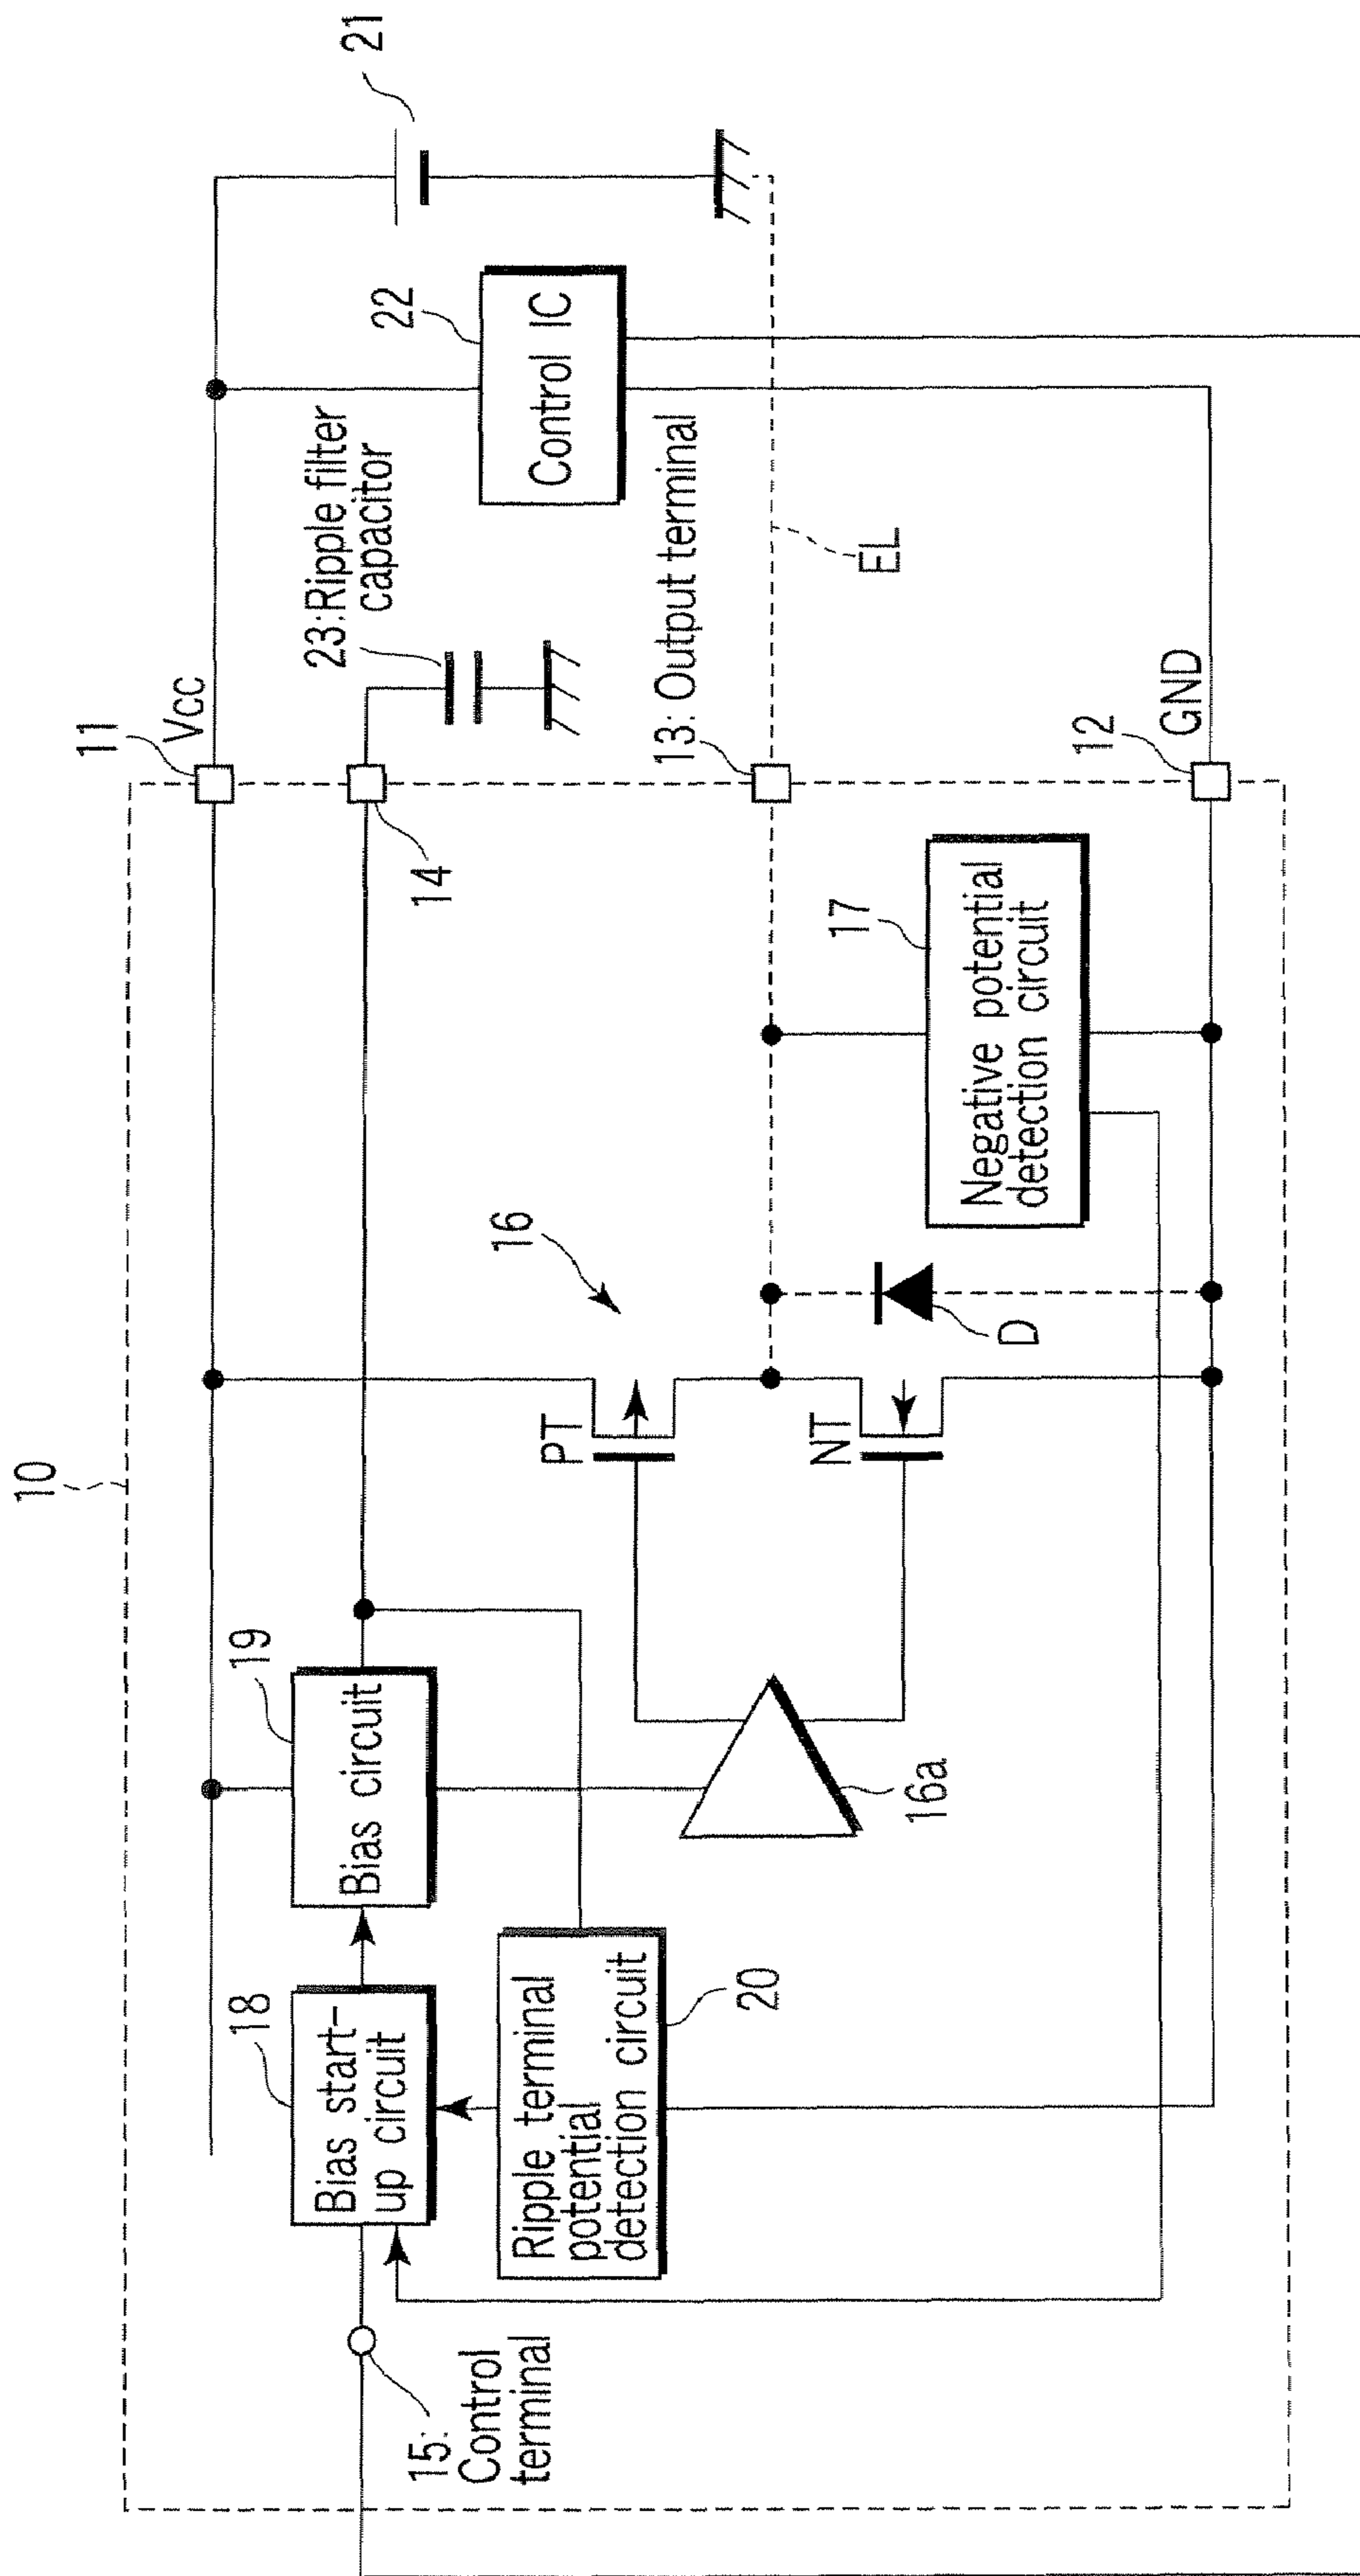 10
11
Vcc
21
18
Bias start-
up circuit
19
Bias circuit
14
23:Ripple filter
capacitor
22
Control IC
15:
Control
terminal
Ripple terminal
potential
detection circuit
20
16a
PT
NT
16
D
13: Output terminal
EL
17
Negative potential
detection circuit
12
GND